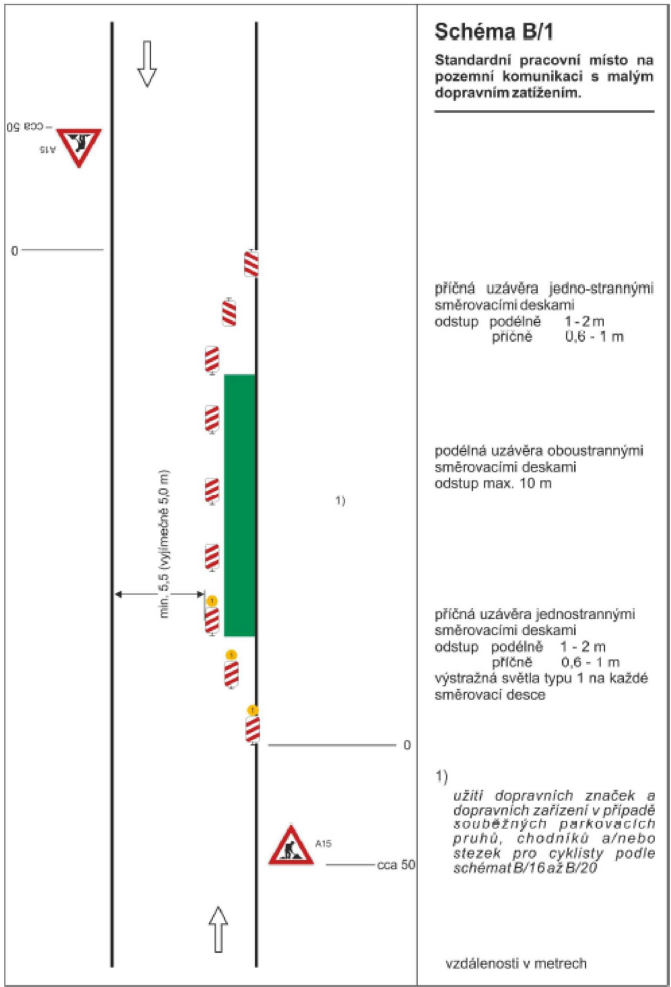 Schéma B/1
Standardní pracovní místo na
pozemní komunikaci s malým
dopravním zatížením.
cca 50
A15
0
příčná uzávěra jedno-strannými
směrovacími deskami
odstup podélně 1 - 2 m
příčně 0,6 - 1 m
podélná uzávěra oboustrannými
směrovacími deskami
odstup max. 10 m
min. 5,5 (vyjímečně 5,0 m)
1)
1
1
1
příčná uzávěra jednostrannými
směrovacími deskami
odstup podélně 1 - 2 m
příčně 0,6 - 1 m
výstražná světla typu 1 na každé
směrovací desce
0
A15
cca 50
1)
užití dopravních značek a
dopravních zařízení v případě
souběžných parkovacích
pruhů, chodníků a/nebo
stezek pro cyklisty podle
schémat B/16 až B/20
vzdálenosti v metrech